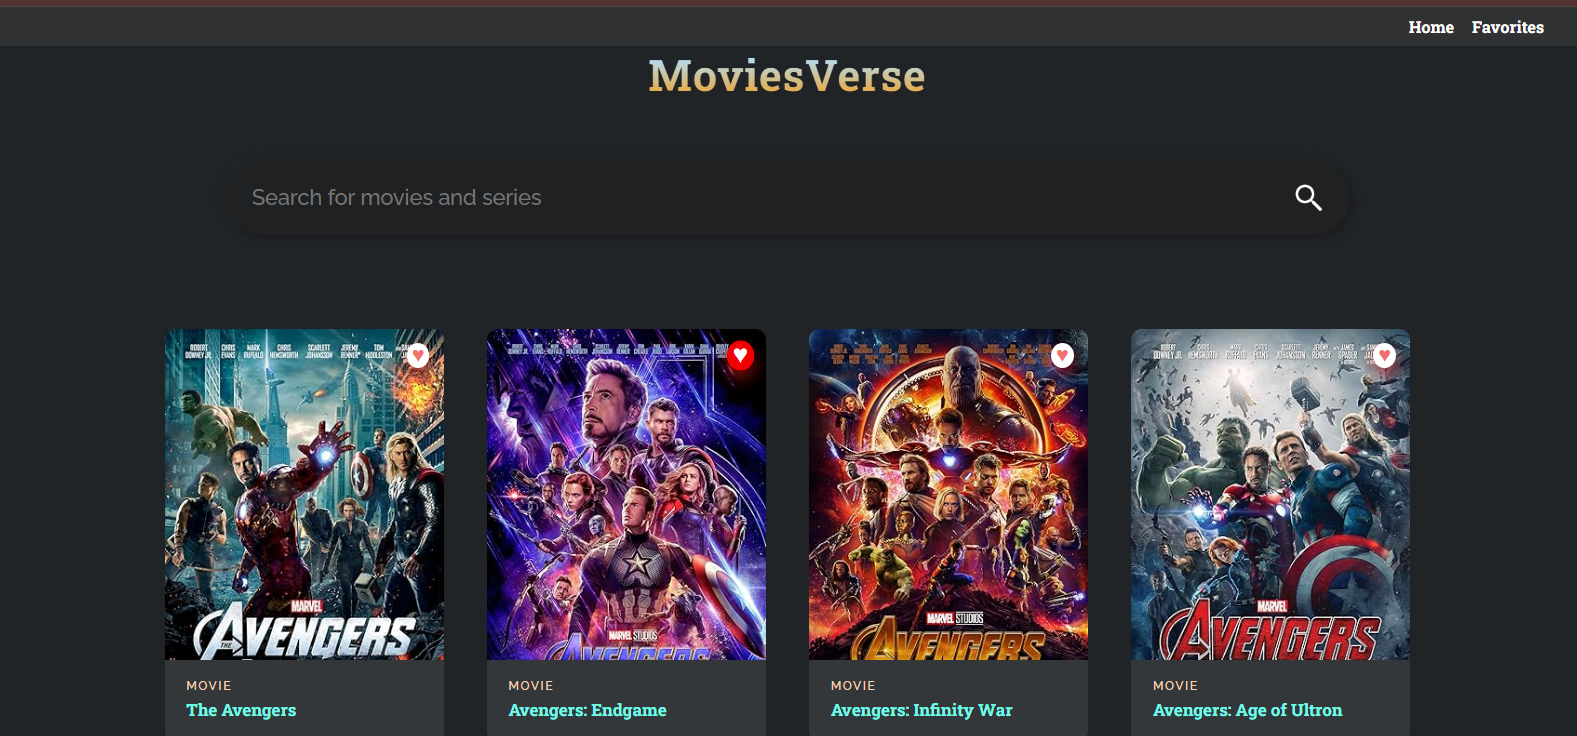 Home Favorites
MoviesVerse
Search for movies and series
ROBERT DOWNEY JR. CHRIS EVANS MARK RUFFALO CHRIS HEMSWORTH SCARLETT JOHANSSON JEREMY RENNER TOM HIDDLESTON
MARVEL
THE AVENGERS
MARVEL STUDIOS
AVENGERS
MARVEL STUDIOS
AVENGERS
ROBERT DOWNEY JR. CHRIS HEMSWORTH MARK RUFFALO CHRIS EVANS SCARLETT JOHANSSON JEREMY RENNER JAMES SPADER
MARVEL
AVENGERS
MOVIE
The Avengers
MOVIE
Avengers: Endgame
MOVIE
Avengers: Infinity War
MOVIE
Avengers: Age of Ultron